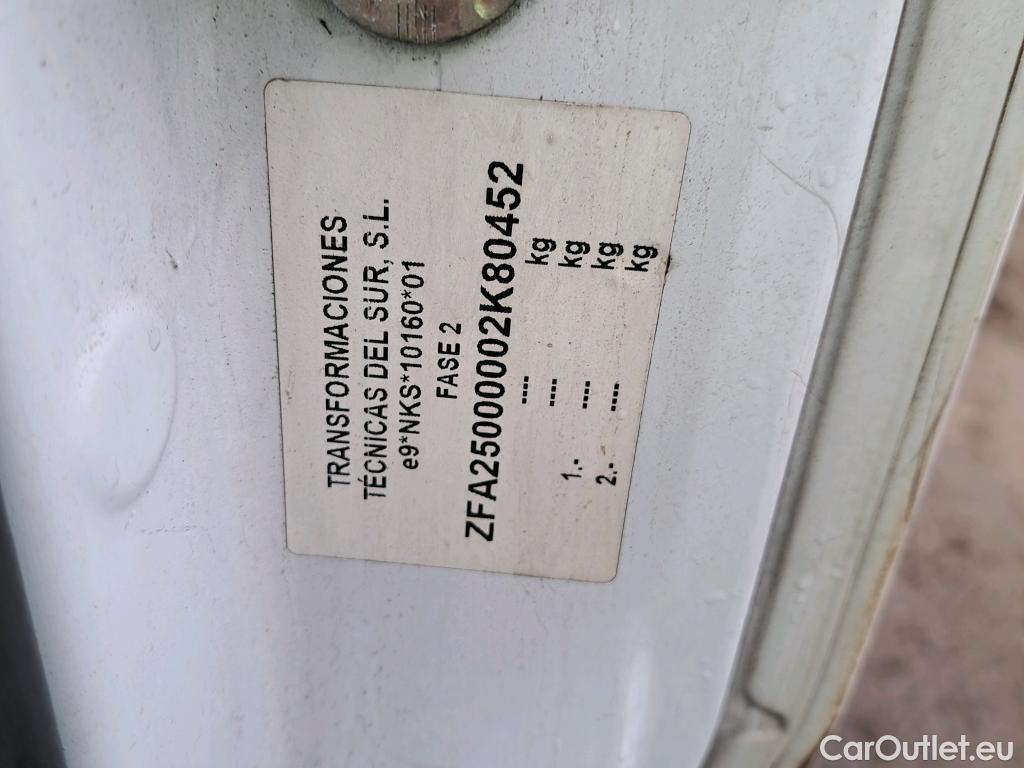 TRANSFORMACIONES
TÉCNICAS DEL SUR, S.L.
e9*NKS*10160*01
FASE 2
ZFA25000002K80452
---- kg
---- kg
1.- ---- kg
2.- ---- kg
CarOutlet.eu